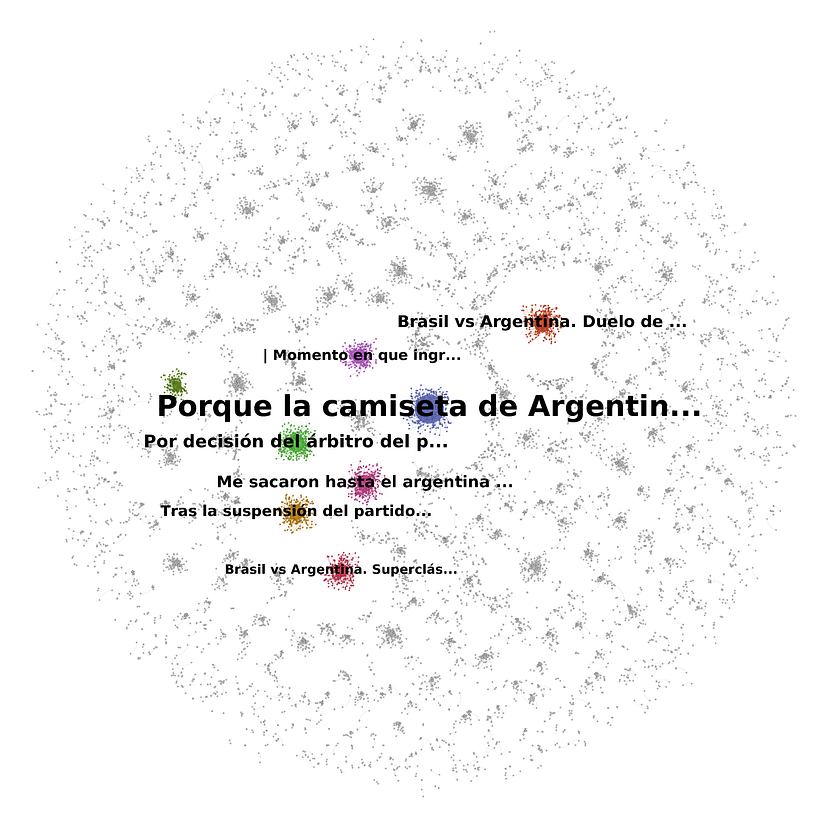 Brasil vs Argentina. Duelo de ...
| Momento en que ingr...
Porque la camiseta de Argentin...
Por decisión del árbitro del p...
Me sacaron hasta el argentina ...
Tras la suspensión del partido...
Brasil vs Argentina. Superclás...